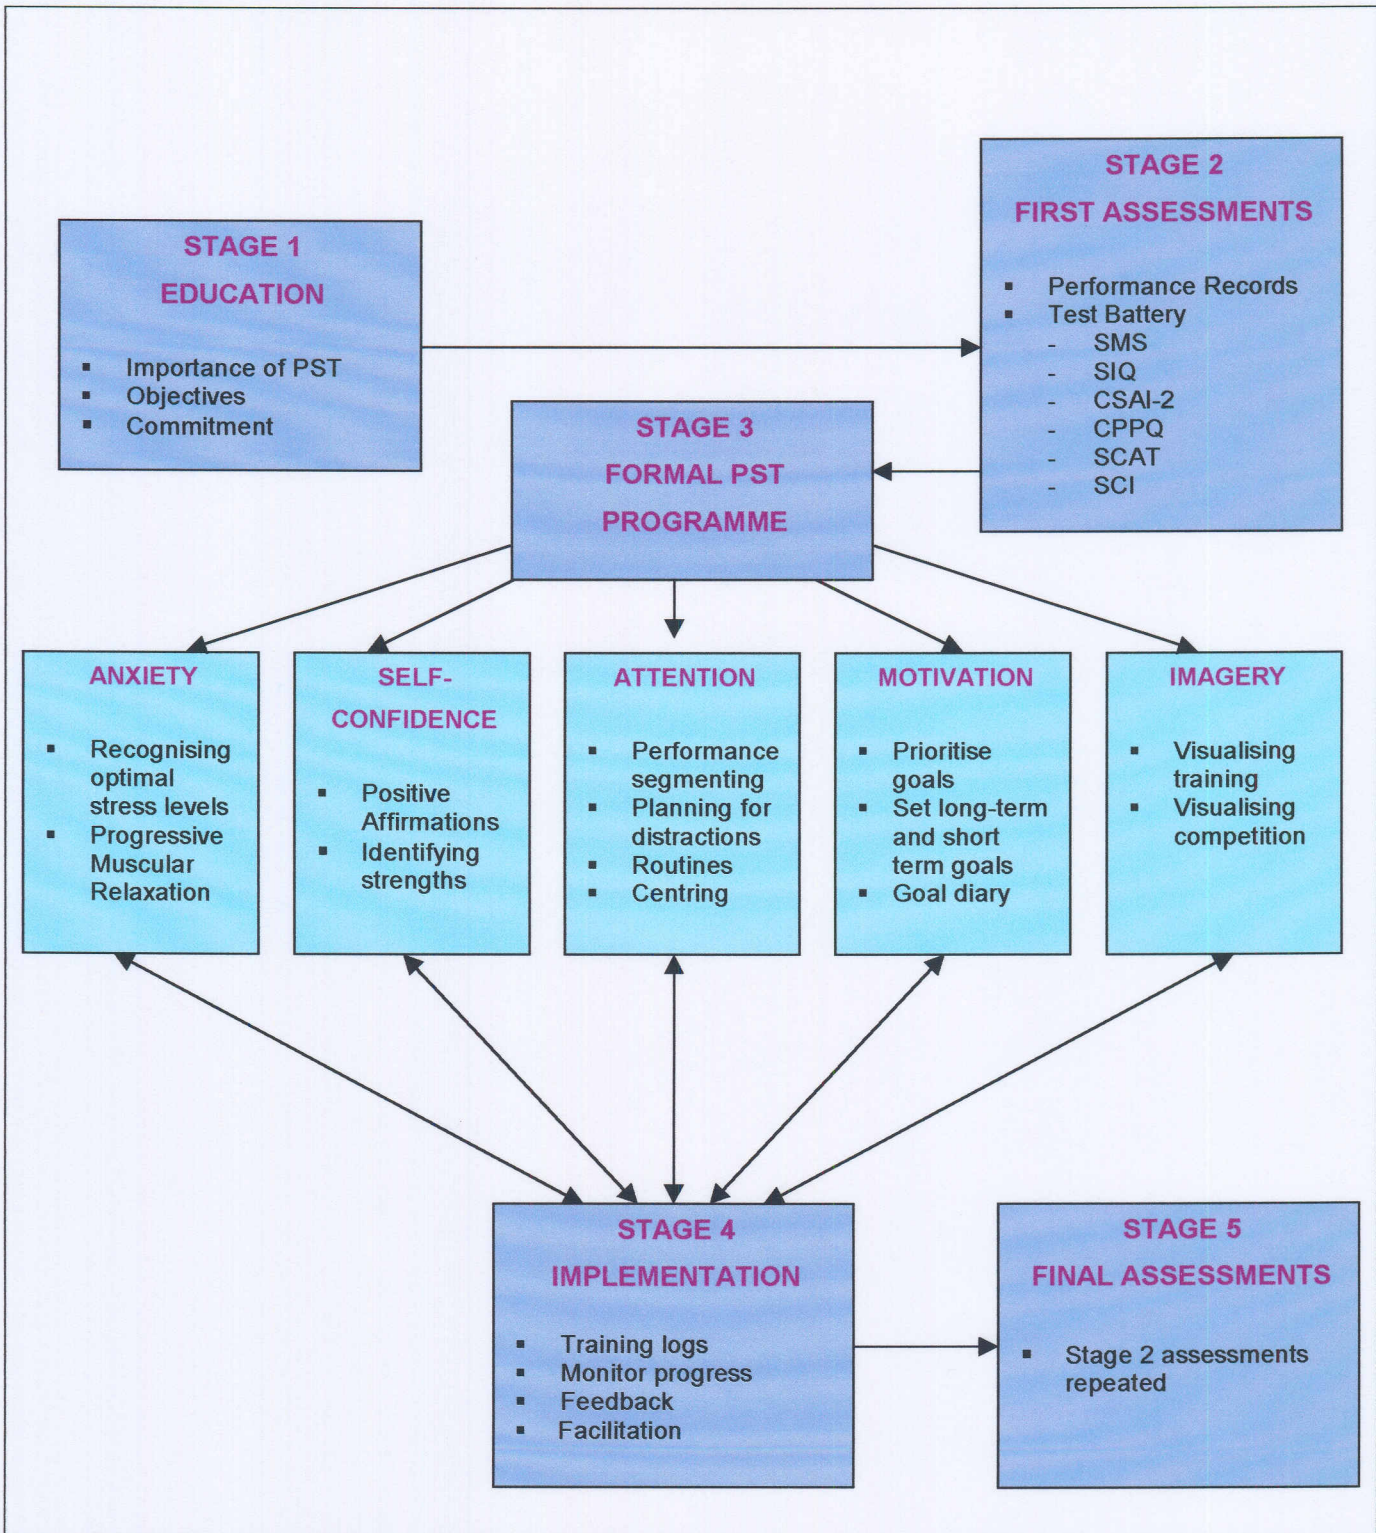 STAGE 1
EDUCATION
▪ Importance of PST
▪ Objectives
▪ Commitment
STAGE 2
FIRST ASSESSMENTS
▪ Performance Records
▪ Test Battery
- SMS
- SIQ
- CSAI-2
- CPPQ
- SCAT
- SCI
STAGE 3
FORMAL PST
PROGRAMME
ANXIETY
▪ Recognising
optimal
stress levels
▪ Progressive
Muscular
Relaxation
SELF-
CONFIDENCE
▪ Positive
Affirmations
▪ Identifying
strengths
ATTENTION
▪ Performance
segmenting
▪ Planning for
distractions
▪ Routines
▪ Centring
MOTIVATION
▪ Prioritise
goals
▪ Set long-term
and short
term goals
▪ Goal diary
IMAGERY
▪ Visualising
training
▪ Visualising
competition
STAGE 4
IMPLEMENTATION
▪ Training logs
▪ Monitor progress
▪ Feedback
▪ Facilitation
STAGE 5
FINAL ASSESSMENTS
▪ Stage 2 assessments
repeated